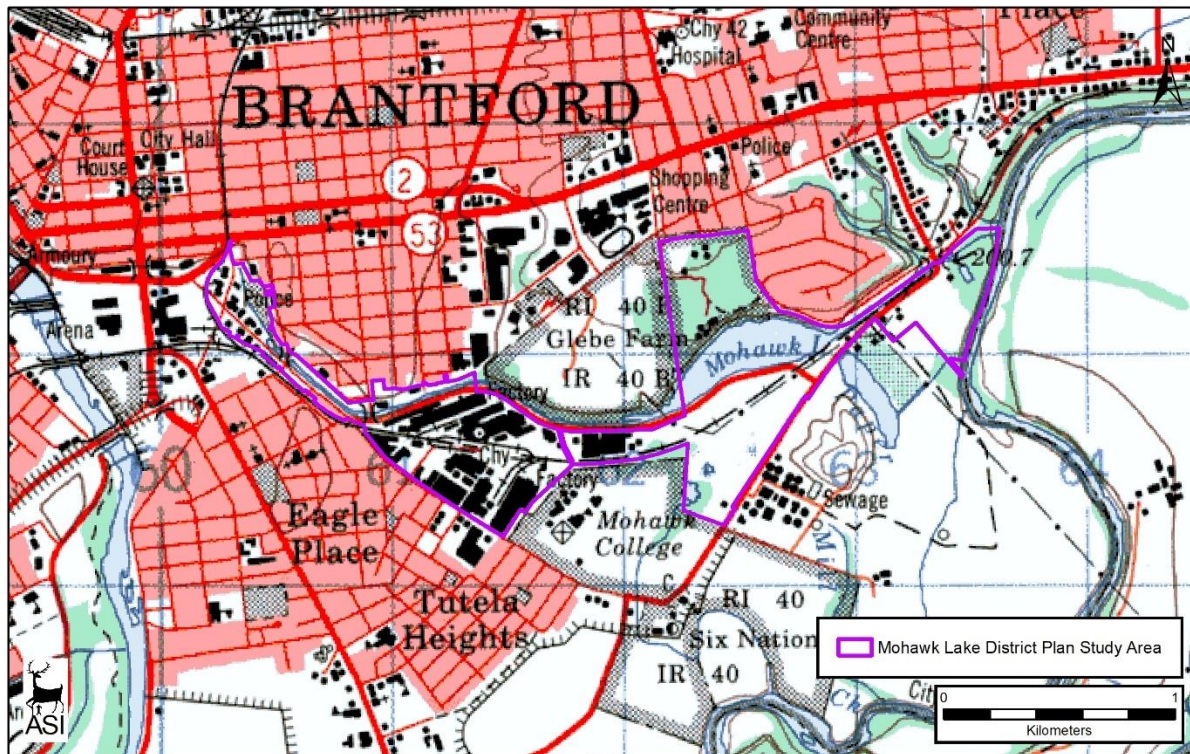 Place
Chy 42
Hospital
Community
Centre
N
BRANTFORD
City Hall
Court
House
2
Police
Shopping
Centre
53
Armoury
200.7
Police
Arena
RI 40 B
Glebe Farm
IR 40 B
Mohawk L
Factory
60
61
Chy
Factory
62
63
64
Sewage
Eagle
Place
Mohawk
College
C
Tutela
Heights
RI 40
Six Nation
IR 40
Mohawk Lake District Plan Study Area
0 1
Kilometers
ASI